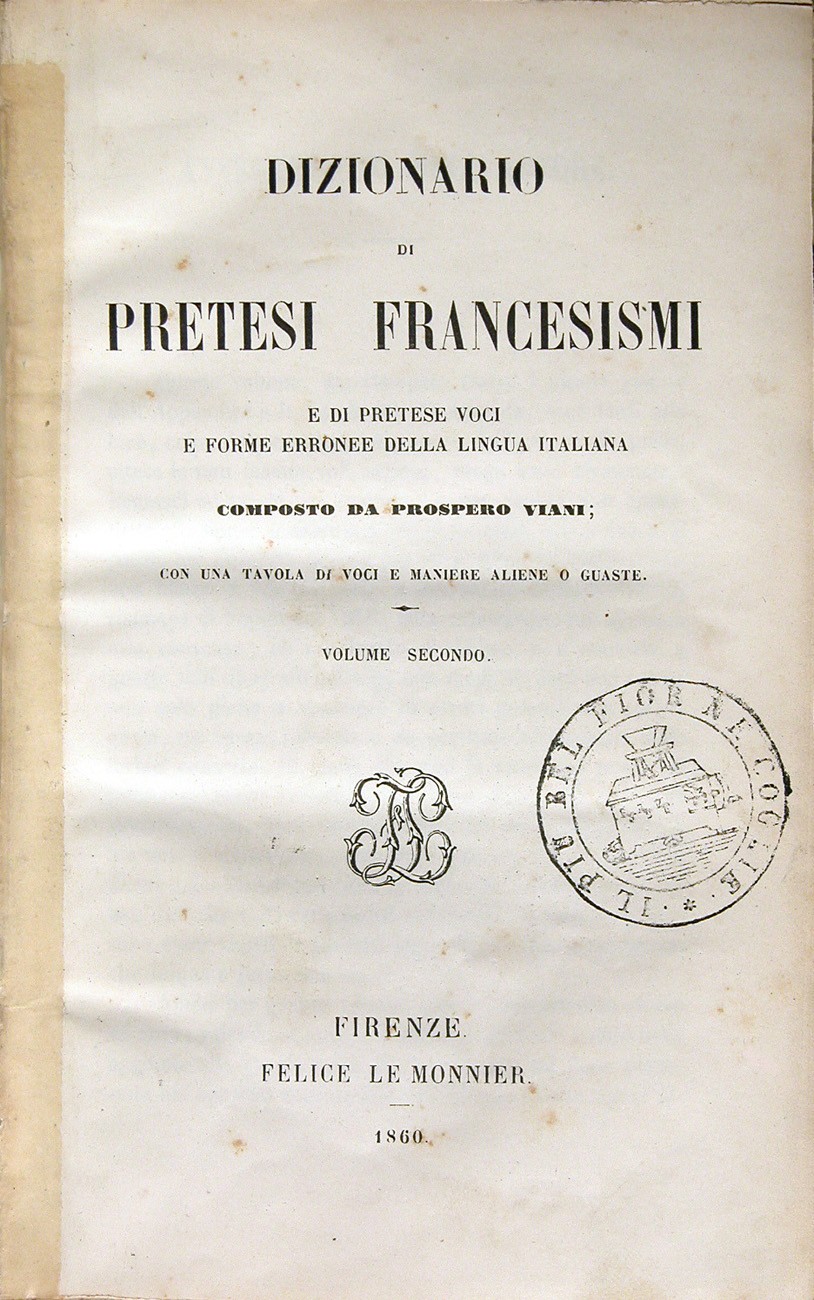 DIZIONARIO
DI
PRETESI FRANCESISMI
E DI PRETESE VOCI
E FORME ERRONEE DELLA LINGUA ITALIANA
COMPOSTO DA PROSPERO VIANI;
CON UNA TAVOLA DI VOCI E MANIERE ALIENE O GUASTE.
VOLUME SECONDO.
IL PIU BEL FIOR NE COGLIE · * ·
FIRENZE.
FELICE LE MONNIER.
1860.